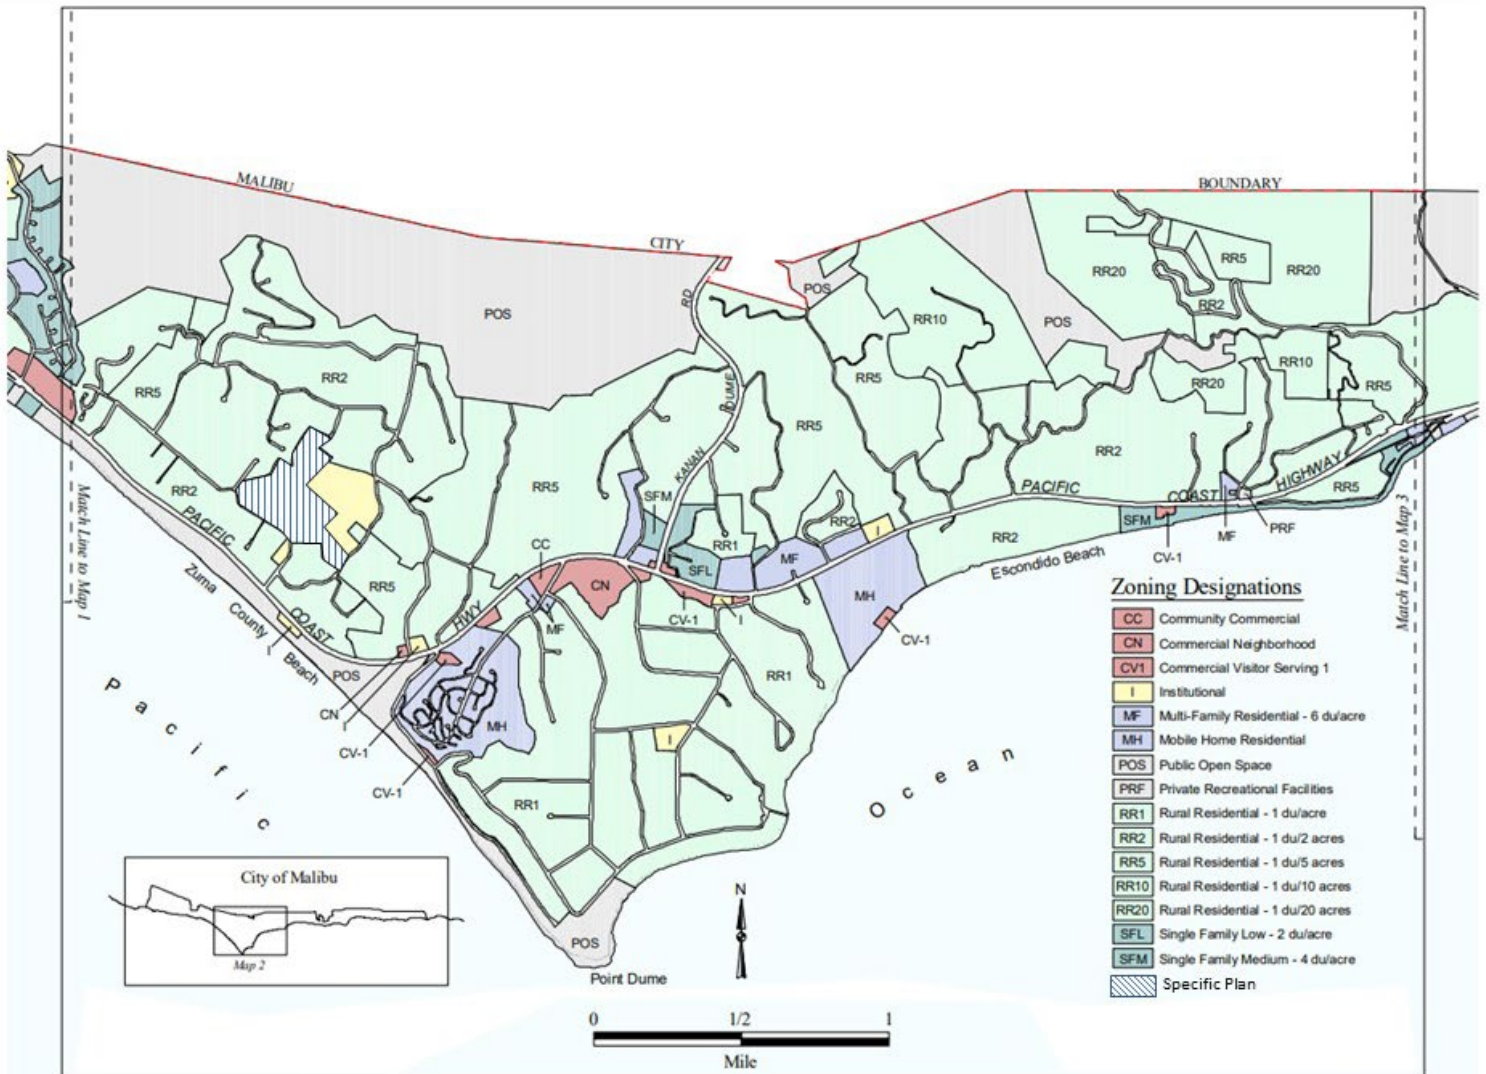 MALIBU
CITY
BOUNDARY
POS
POS
POS
RR20
RR5
RR20
RR2
RR10
RR10
RR20
RR5
RR5
RR5
RR2
RR5
RR2
RR5
RR5
RR2
RR2
RR2
RR5
RD
DUME
KANAN
SFM
RR1
SFL
MF
I
MH
CC
CN
MF
CV-1
I
CV-1
RR1
RR1
I
MH
POS
CN
I
CV-1
CV-1
I
POS
SFM
CV-1
MF
PRF
PACIFIC
COAST
HWY
PACIFIC
COAST
HIGHWAY
Zuma
County
Beach
Escondido Beach
Point Dume
Pacific
Ocean
Match Line to Map 1
Match Line to Map 3
Zoning Designations
CC Community Commercial
CN Commercial Neighborhood
CV1 Commercial Visitor Serving 1
I Institutional
MF Multi-Family Residential - 6 du/acre
MH Mobile Home Residential
POS Public Open Space
PRF Private Recreational Facilities
RR1 Rural Residential - 1 du/acre
RR2 Rural Residential - 1 du/2 acres
RR5 Rural Residential - 1 du/5 acres
RR10 Rural Residential - 1 du/10 acres
RR20 Rural Residential - 1 du/20 acres
SFL Single Family Low - 2 du/acre
SFM Single Family Medium - 4 du/acre
Specific Plan
City of Malibu
Map 2
N
0 1/2 1
Mile